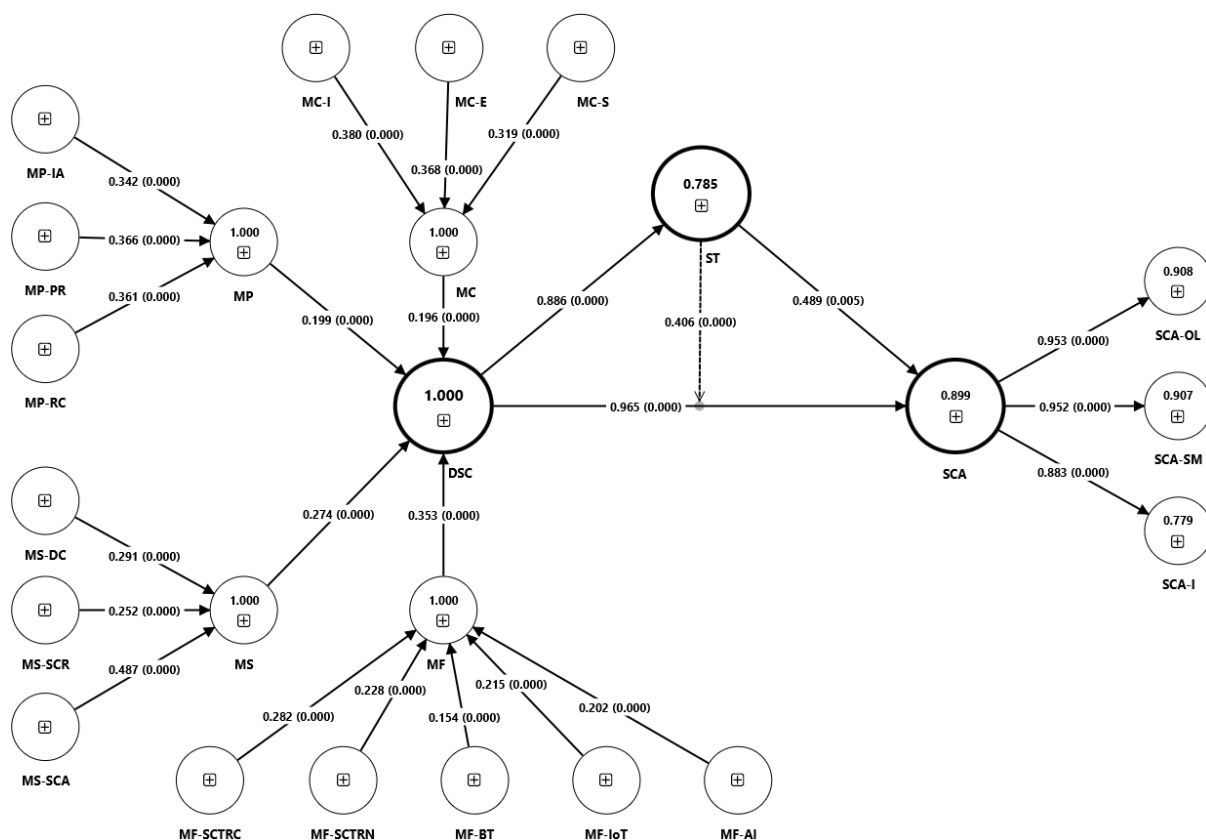 MC-I
MC-E
MC-S
0.380 (0.000)
0.368 (0.000)
0.319 (0.000)
MP-IA
0.342 (0.000)
MP-PR
0.366 (0.000)
MP-RC
0.361 (0.000)
1.000
MP
1.000
MC
0.199 (0.000)
0.196 (0.000)
0.785
ST
0.886 (0.000)
0.406 (0.000)
0.489 (0.005)
1.000
DSC
0.965 (0.000)
0.899
SCA
0.953 (0.000)
0.908
SCA-OL
0.952 (0.000)
0.907
SCA-SM
0.883 (0.000)
0.779
SCA-I
MS-DC
0.291 (0.000)
MS-SCR
0.252 (0.000)
MS-SCA
0.487 (0.000)
1.000
MS
0.274 (0.000)
0.353 (0.000)
1.000
MF
0.282 (0.000)
0.228 (0.000)
0.154 (0.000)
0.215 (0.000)
0.202 (0.000)
MF-SCTRC
MF-SCTRN
MF-BT
MF-IoT
MF-AI